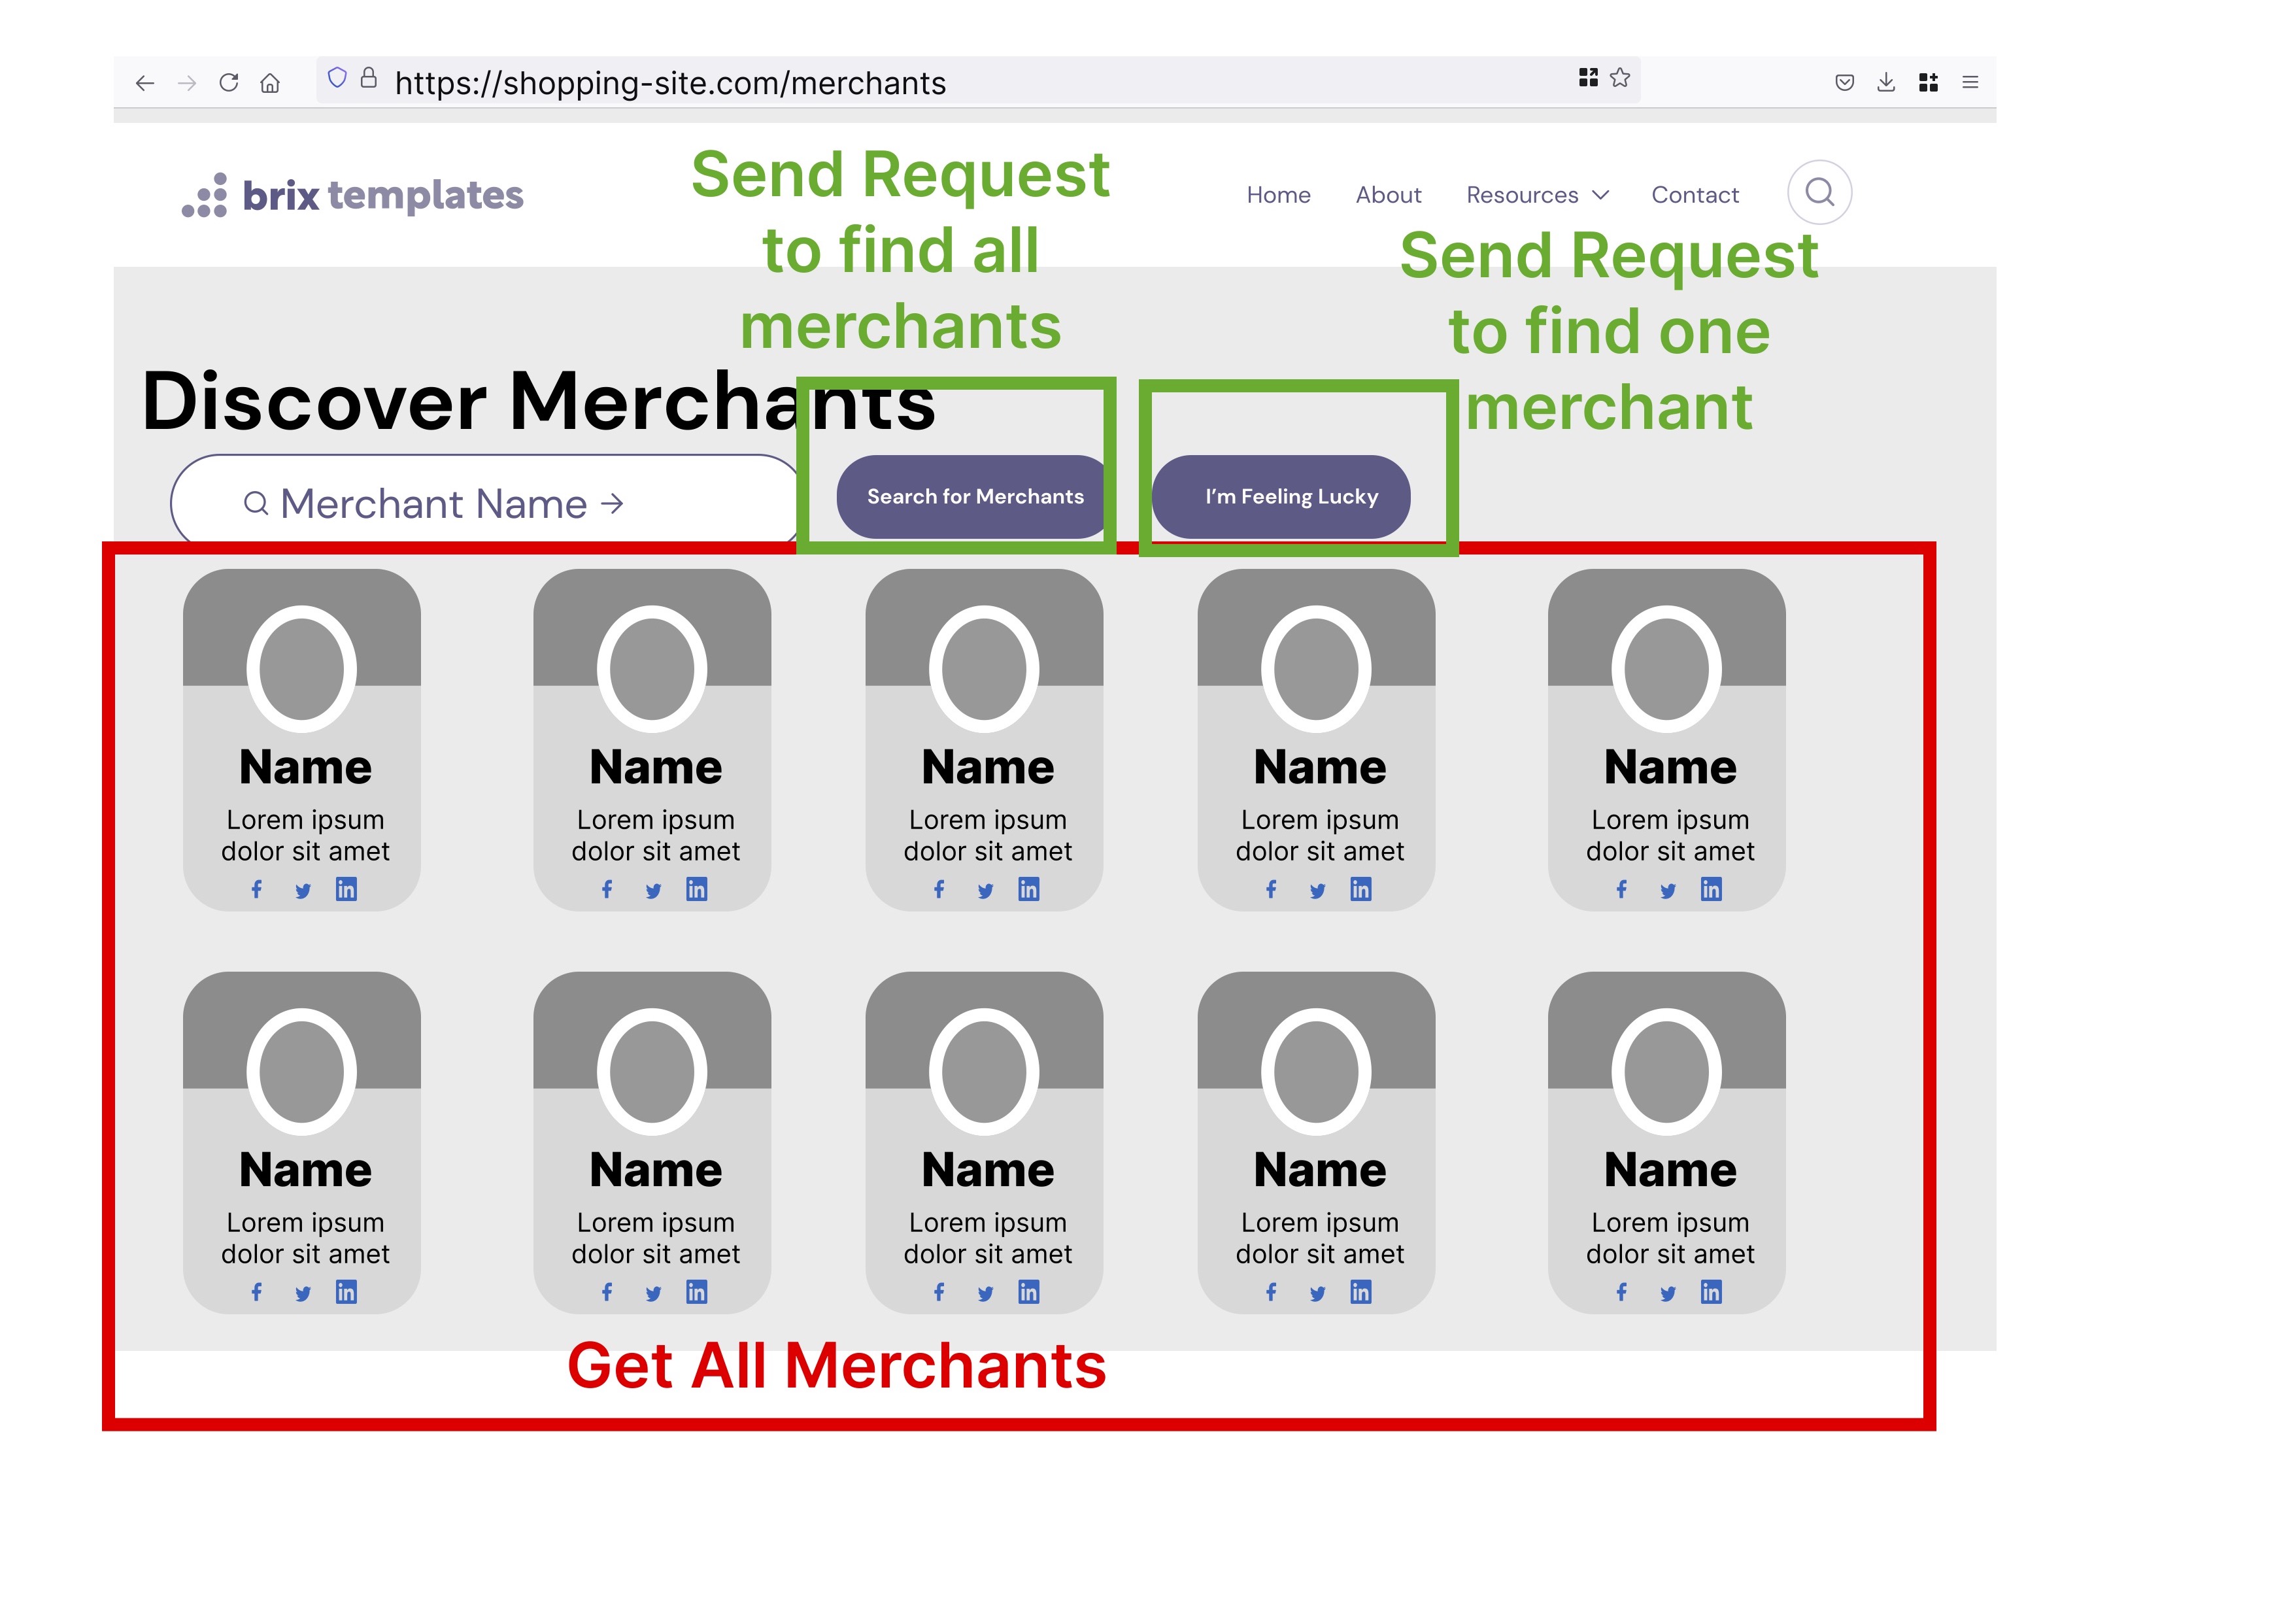 https://shopping-site.com/merchants
brix templates
Home About Resources Contact
Send Request
to find all
merchants
Send Request
to find one
merchant
Discover Merchants
Merchant Name
Search for Merchants
I'm Feeling Lucky
Name
Lorem ipsum
dolor sit amet
Name
Lorem ipsum
dolor sit amet
Name
Lorem ipsum
dolor sit amet
Name
Lorem ipsum
dolor sit amet
Name
Lorem ipsum
dolor sit amet
Name
Lorem ipsum
dolor sit amet
Name
Lorem ipsum
dolor sit amet
Name
Lorem ipsum
dolor sit amet
Name
Lorem ipsum
dolor sit amet
Name
Lorem ipsum
dolor sit amet
Get All Merchants